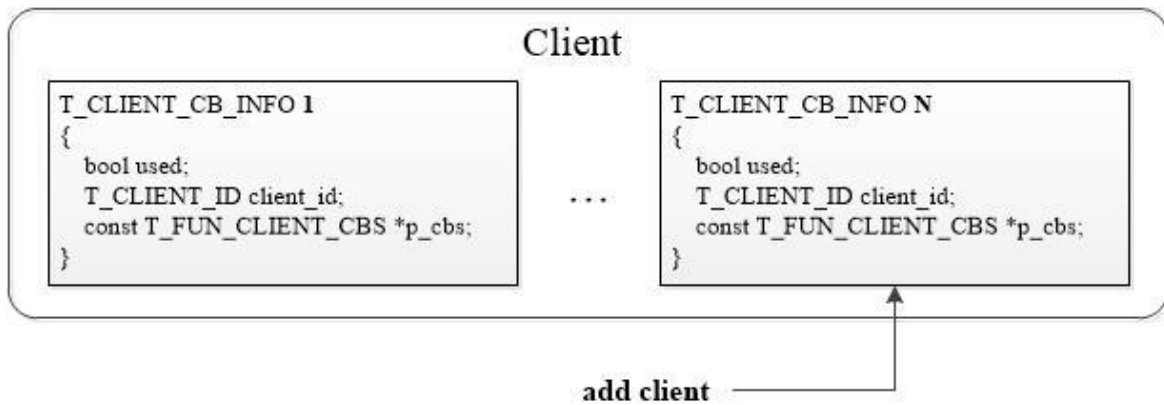 Client
T_CLIENT_CB_INFO 1
{
bool used;
T_CLIENT_ID client_id;
const T_FUN_CLIENT_CBS *p_cbs;
}
...
T_CLIENT_CB_INFO N
{
bool used;
T_CLIENT_ID client_id;
const T_FUN_CLIENT_CBS *p_cbs;
}
add client